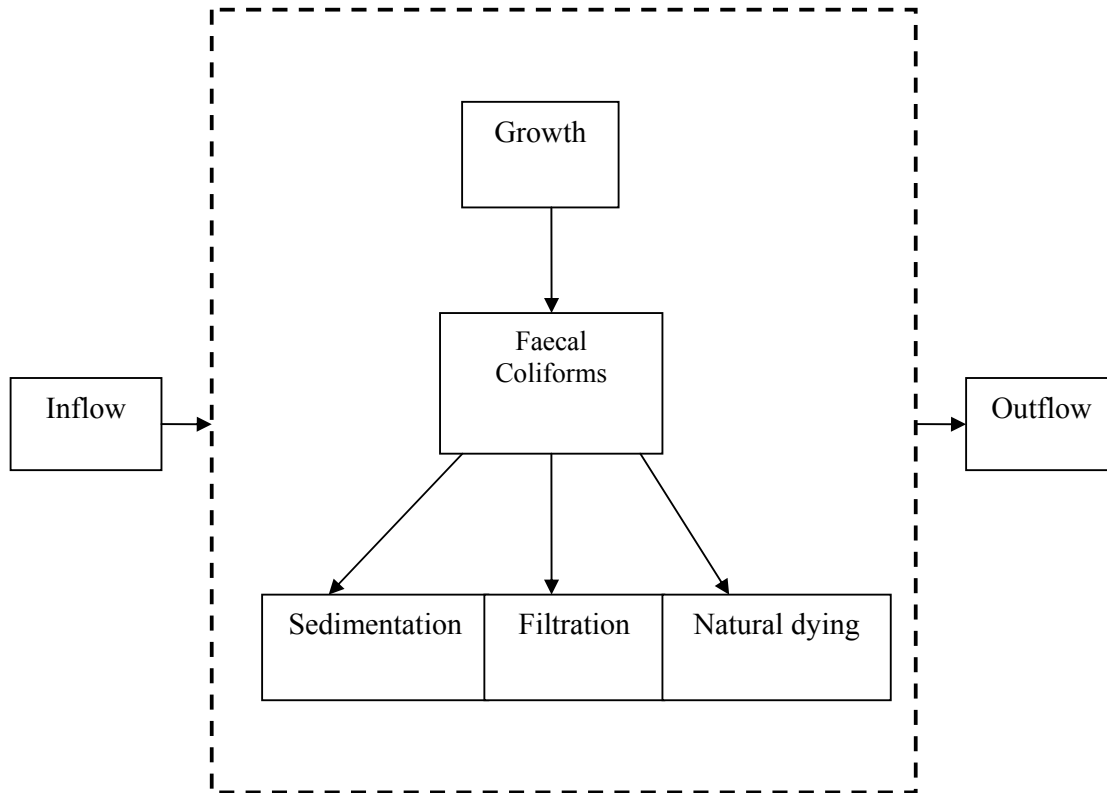 Growth
Faecal
Coliforms
Inflow
Outflow
Sedimentation
Filtration
Natural dying